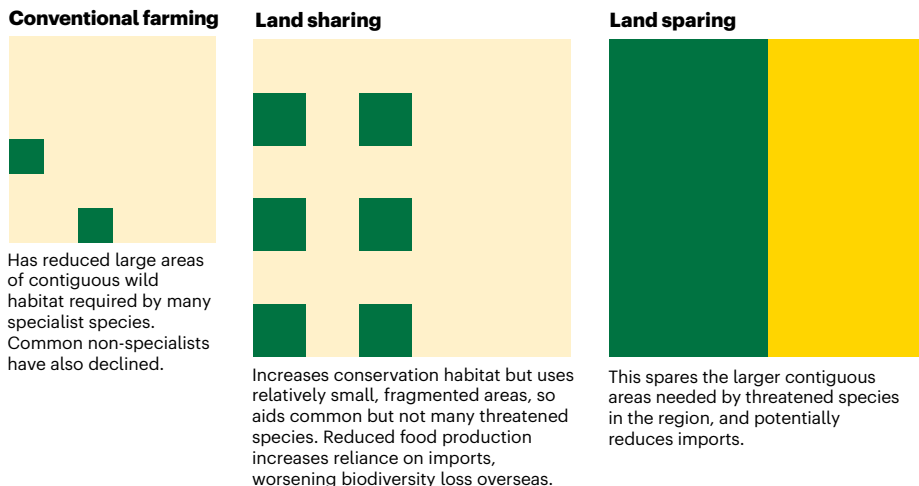 Conventional farming
Has reduced large areas
of contiguous wild
habitat required by many
specialist species.
Common non-specialists
have also declined.
Land sharing
Increases conservation habitat but uses
relatively small, fragmented areas, so
aids common but not many threatened
species. Reduced food production
increases reliance on imports,
worsening biodiversity loss overseas.
Land sparing
This spares the larger contiguous
areas needed by threatened species
in the region, and potentially
reduces imports.